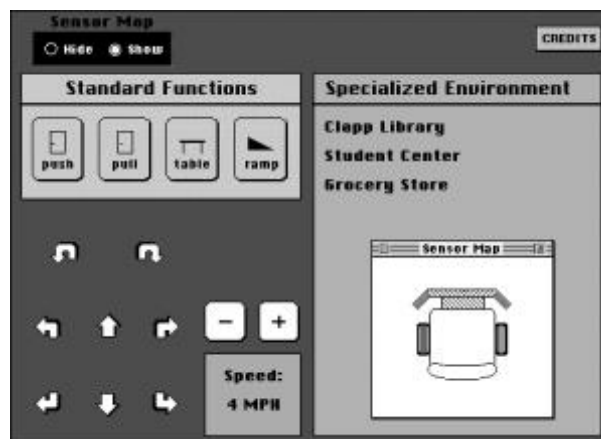 Sensor Map
Hide Show
CREDITS
Standard Functions
push pull table ramp
Specialized Environment
Clapp Library
Student Center
Grocery Store
Sensor Map
- +
Speed:
4 MPH